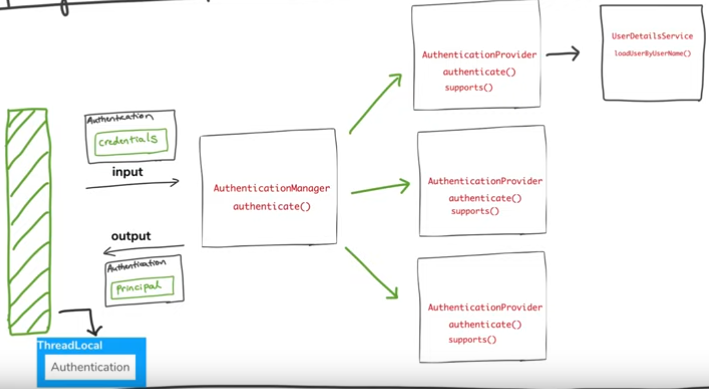 AuthenticationProvider
authenticate()
supports()
UserDetailsService
loadUserByUserName()
Authentication
credentials
input
AuthenticationManager
authenticate()
AuthenticationProvider
authenticate()
supports()
output
Authentication
Principal
AuthenticationProvider
authenticate()
supports()
ThreadLocal
Authentication